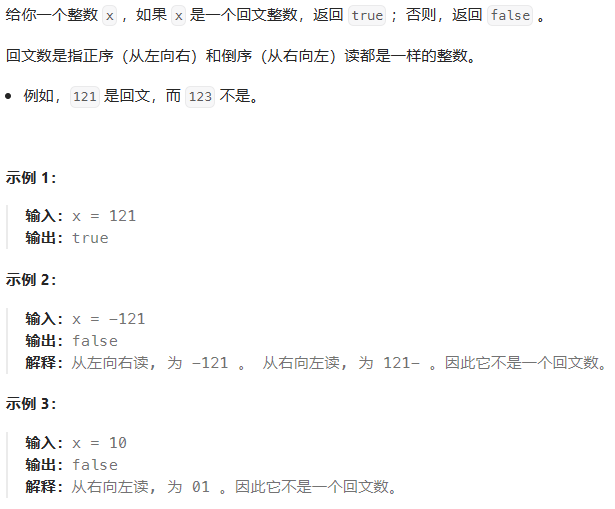 给你一个整数 x ，如果 x 是一个回文整数，返回 true ；否则，返回 false 。
回文数是指正序（从左向右）和倒序（从右向左）读都是一样的整数。
• 例如，121 是回文，而 123 不是。
示例 1：
输入：x = 121
输出：true
示例 2：
输入：x = -121
输出：false
解释：从左向右读, 为 -121 。 从右向左读, 为 121- 。因此它不是一个回文数。
示例 3：
输入：x = 10
输出：false
解释：从右向左读, 为 01 。因此它不是一个回文数。